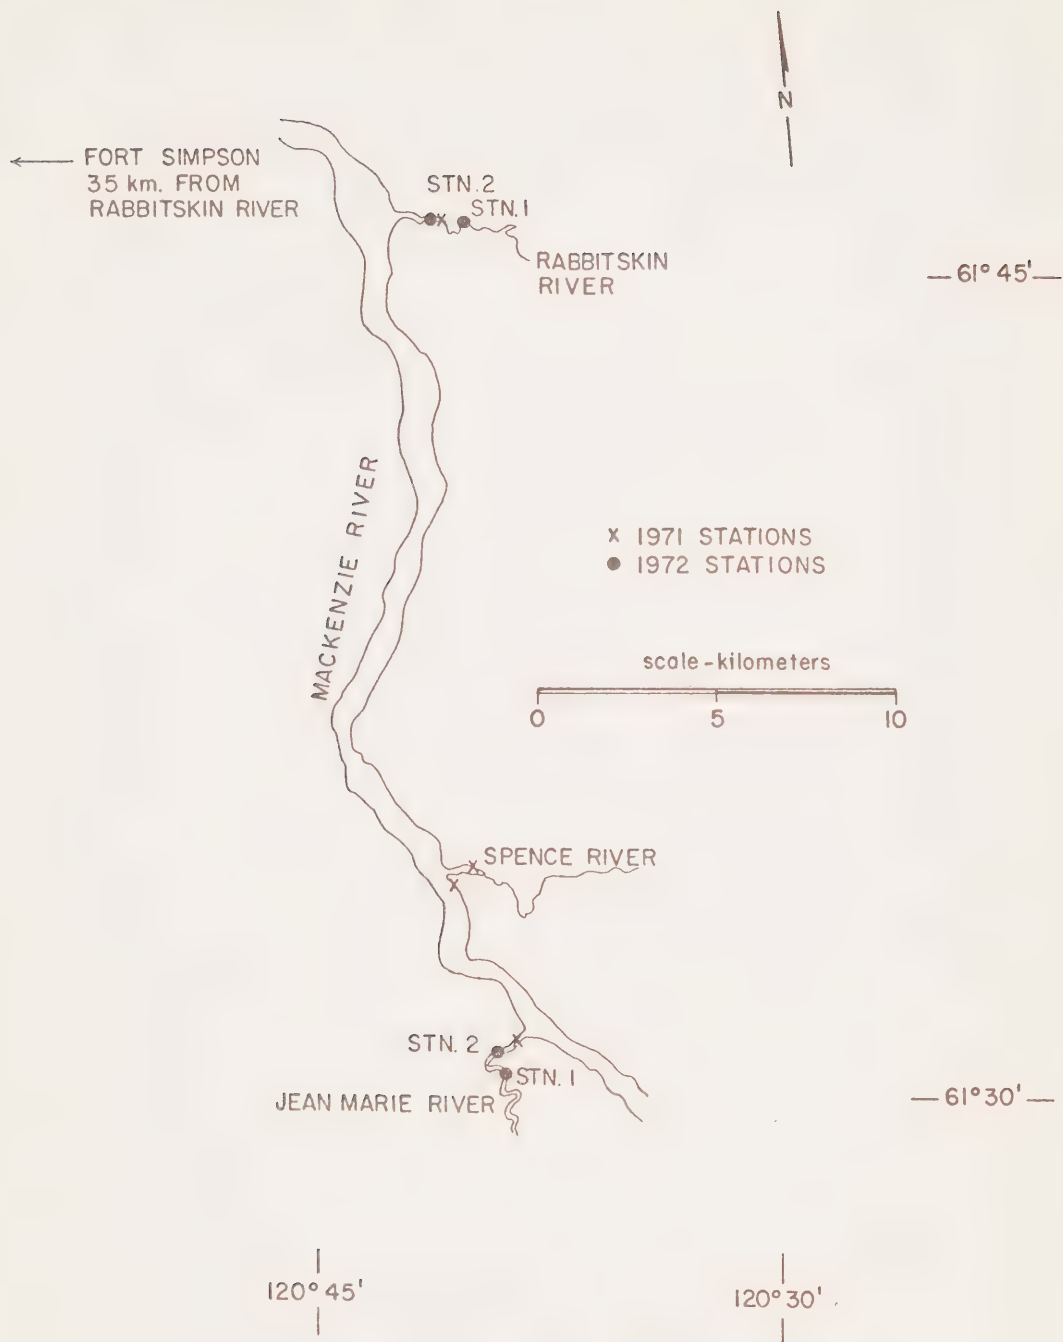 N
FORT SIMPSON
35 km. FROM
RABBITSKIN RIVER
STN. 2
STN. 1
RABBITSKIN
RIVER
61° 45'
MACKENZIE RIVER
x 1971 STATIONS
● 1972 STATIONS
scale - kilometers
0 5 10
SPENCE RIVER
STN. 2
STN. 1
JEAN MARIE RIVER
61° 30'
120° 45'
120° 30'